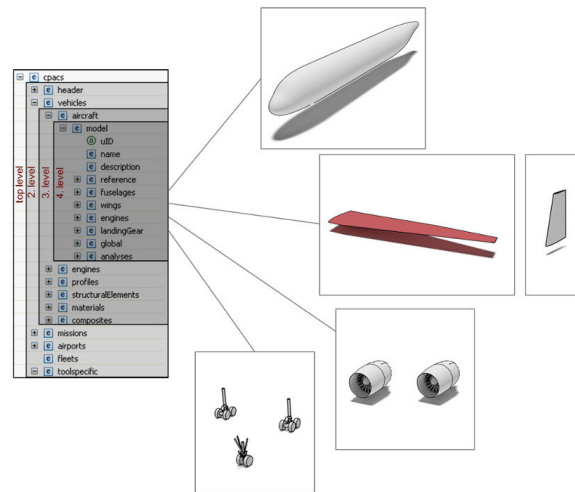 cpacs
header
vehicles
aircraft
model
uID
name
description
reference
fuselages
wings
engines
landingGear
global
analyses
engines
profiles
structuralElements
materials
composites
missions
airports
fleets
toolspecific
top level
2. level
3. level
4. level